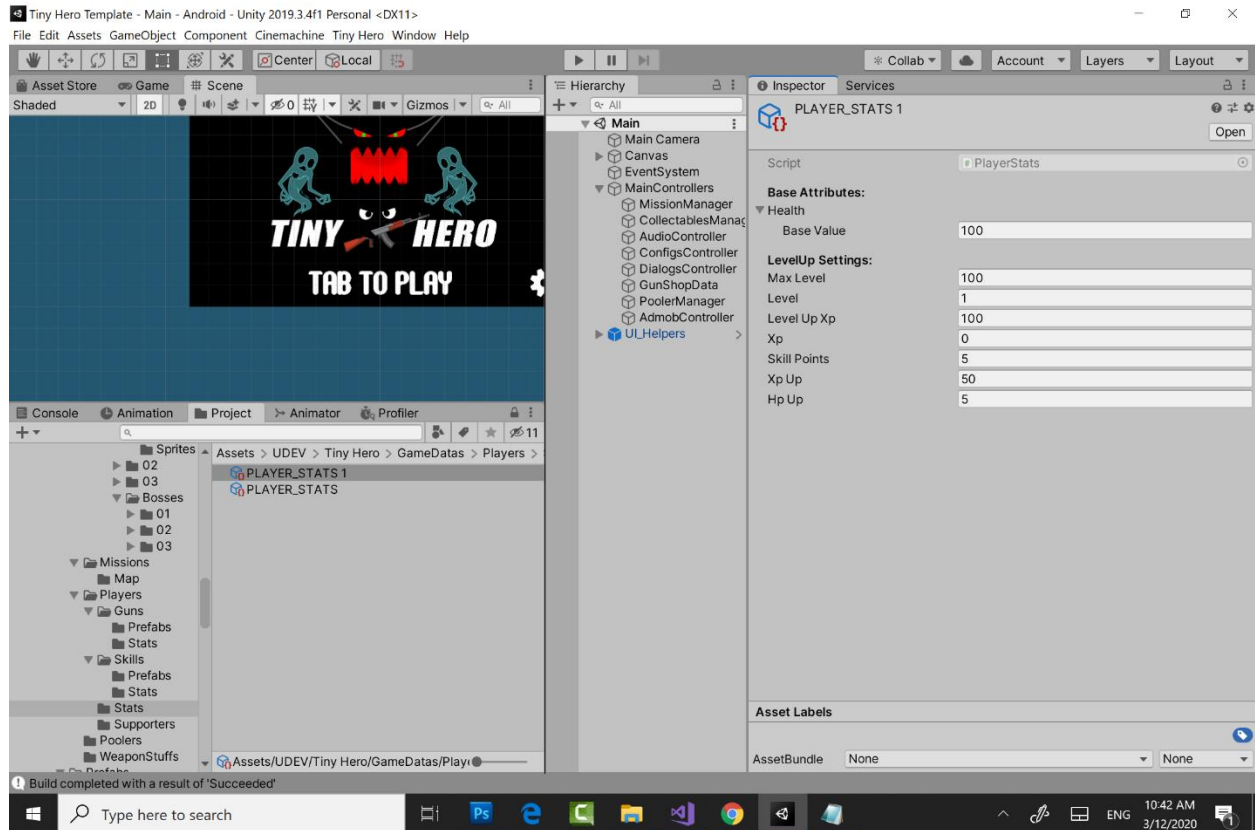 Tiny Hero Template - Main - Android - Unity 2019.3.4f1 Personal <DX11>
File Edit Assets GameObject Component Cinemachine Tiny Hero Window Help
Center Local
Collab Account Layers Layout
Asset Store Game Scene
Shaded 2D 0 Gizmos All
TINY HERO
TAB TO PLAY
Hierarchy
All
Main
Main Camera
Canvas
EventSystem
MainControllers
MissionManager
CollectablesManag
AudioController
ConfigsController
DialogsController
GunShopData
PoolerManager
AdmobController
UI_Helpers
Inspector Services
PLAYER_STATS 1
Open
Script PlayerStats
Base Attributes:
Health
Base Value 100
LevelUp Settings:
Max Level 100
Level 1
Level Up Xp 100
Xp 0
Skill Points 5
Xp Up 50
Hp Up 5
Asset Labels
AssetBundle None None
Console Animation Project Animator Profiler
11
Sprites
02
03
Bosses
01
02
03
Missions
Map
Players
Guns
Prefabs
Stats
Skills
Prefabs
Stats
Stats
Supporters
Poolers
WeaponStuffs
Assets > UDEV > Tiny Hero > GameDatas > Players >
PLAYER_STATS 1
PLAYER_STATS
Assets/UDEV/Tiny Hero/GameDatas/Play
Build completed with a result of 'Succeeded'
Type here to search
Ps
ENG
10:42 AM
3/12/2020
1